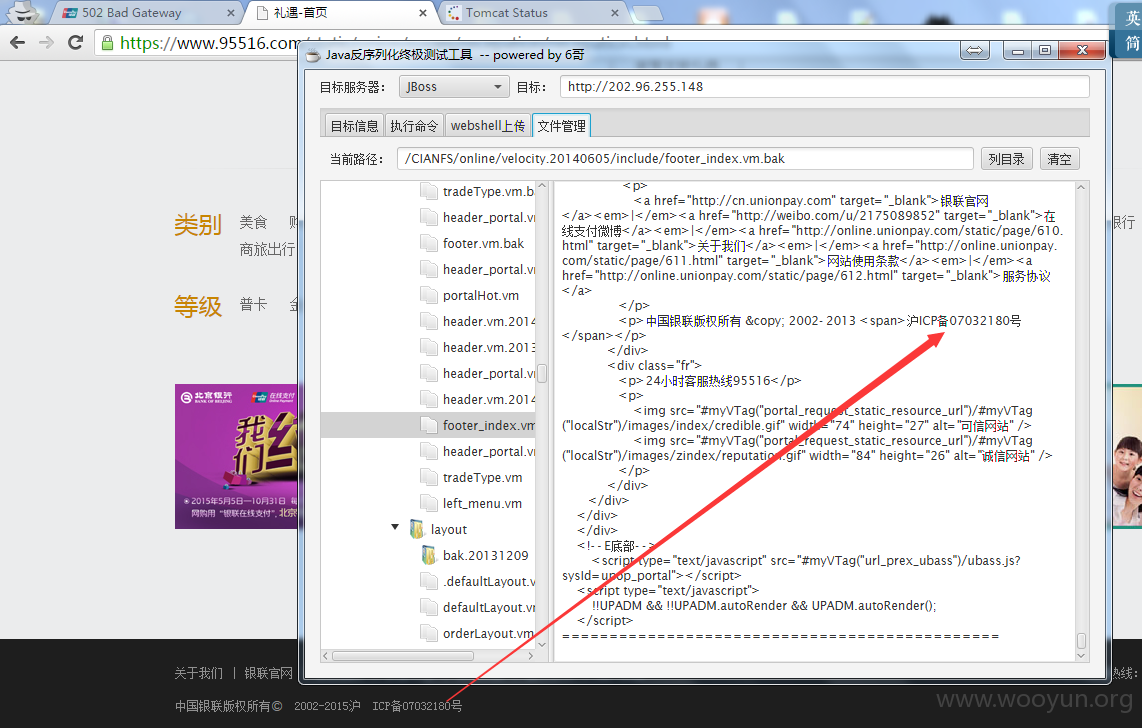 502 Bad Gateway
礼遇-首页
Tomcat Status
英
简
https://www.95516.com
Java反序列化终极测试工具 -- powered by 6哥
目标服务器：
JBoss
目标：
http://202.96.255.148
目标信息
执行命令
webshell上传
文件管理
当前路径：
/CIANFS/online/velocity.20140605/include/footer_index.vm.bak
列目录
清空
类别
美食
商旅出行
等级
普卡
银行
北京银行
BANK OF BEIJING
在线支付
我们
2015年5月5日—10月31日
网购用“银联在线支付”,北京
tradeType.vm.b
header_portal.v
footer.vm.bak
header_portal.v
portalHot.vm
header.vm.2014
header.vm.2013
header_portal.v
header.vm.2014
footer_index.vm
header_portal.v
tradeType.vm
left_menu.vm
layout
bak.20131209
.defaultLayout.v
defaultLayout.v
orderLayout.vm
<p>
<a href="http://cn.unionpay.com" target="_blank">银联官网
</a><em>|</em><a href="http://weibo.com/u/2175089852" target="_blank">在
线支付微博</a><em>|</em><a href="http://online.unionpay.com/static/page/610.
html" target="_blank">关于我们</a><em>|</em><a href="http://online.unionpay.
com/static/page/611.html" target="_blank">网站使用条款</a><em>|</em><a
href="http://online.unionpay.com/static/page/612.html" target="_blank">服务协议
</a>
</p>
<p>中国银联版权所有 &copy; 2002-2013 <span>沪ICP备07032180号
</span></p>
</div>
<div class="fr">
<p>24小时客服热线95516</p>
<p>
<img src="#myVTag("portal_request_static_resource_url")/#myVTag
("localStr")/images/index/credible.gif" width="74" height="27" alt="可信网站" />
<img src="#myVTag("portal_request_static_resource_url")/#myVTag
("localStr")/images/zindex/reputation.gif" width="84" height="26" alt="诚信网站" />
</p>
</div>
</div>
</div>
</div>
<!--E底部-->
<script type="text/javascript" src="#myVTag("url_prex_ubass")/ubass.js?
sysId=upop_portal"></script>
<script type="text/javascript">
!!UPADM && !!UPADM.autoRender && UPADM.autoRender();
</script>
==============================================
关于我们 | 银联官网
热线：
中国银联版权所有© 2002-2015沪 ICP备07032180号
www.wooyun.org